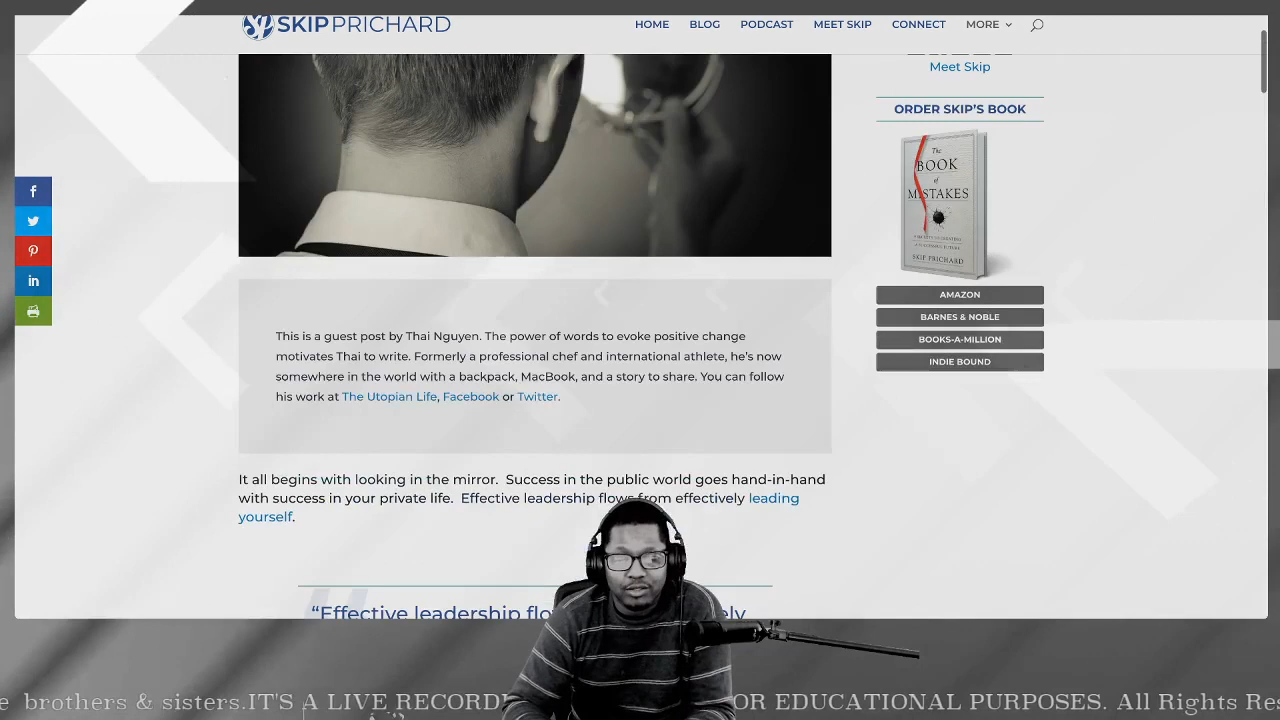 SKIPPRICHARD
HOME BLOG PODCAST MEET SKIP CONNECT MORE
Meet Skip
ORDER SKIP'S BOOK
The
BOOK
of
MISTAKES
SKIP PRICHARD
AMAZON
BARNES & NOBLE
BOOKS-A-MILLION
INDIE BOUND
This is a guest post by Thai Nguyen. The power of words to evoke positive change
motivates Thai to write. Formerly a professional chef and international athlete, he's now
somewhere in the world with a backpack, MacBook, and a story to share. You can follow
his work at The Utopian Life, Facebook or Twitter.
It all begins with looking in the mirror. Success in the public world goes hand-in-hand
with success in your private life. Effective leadership flows from effectively leading
yourself.
“Effective leadership
brothers & sisters.IT'S A LIVE EDUCATIONAL PURPOSES. All Rights